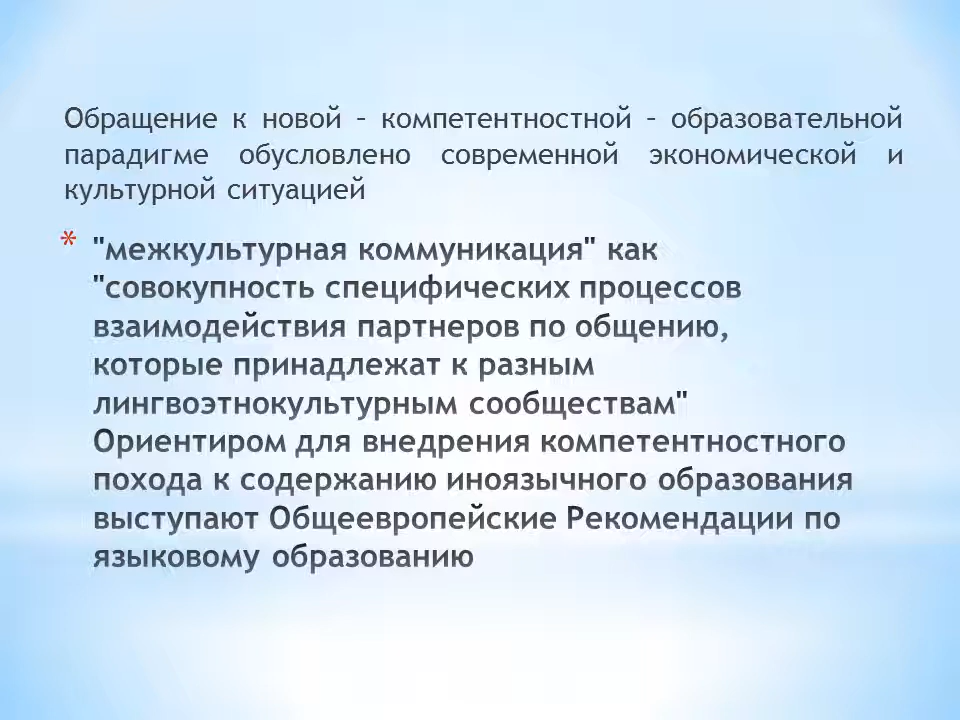 Обращение к новой – компетентностной – образовательной
парадигме обусловлено современной экономической и
культурной ситуацией
* "межкультурная коммуникация" как
"совокупность специфических процессов
взаимодействия партнеров по общению,
которые принадлежат к разным
лингвоэтнокультурным сообществам"
Ориентиром для внедрения компетентностного
похода к содержанию иноязычного образования
выступают Общеевропейские Рекомендации по
языковому образованию